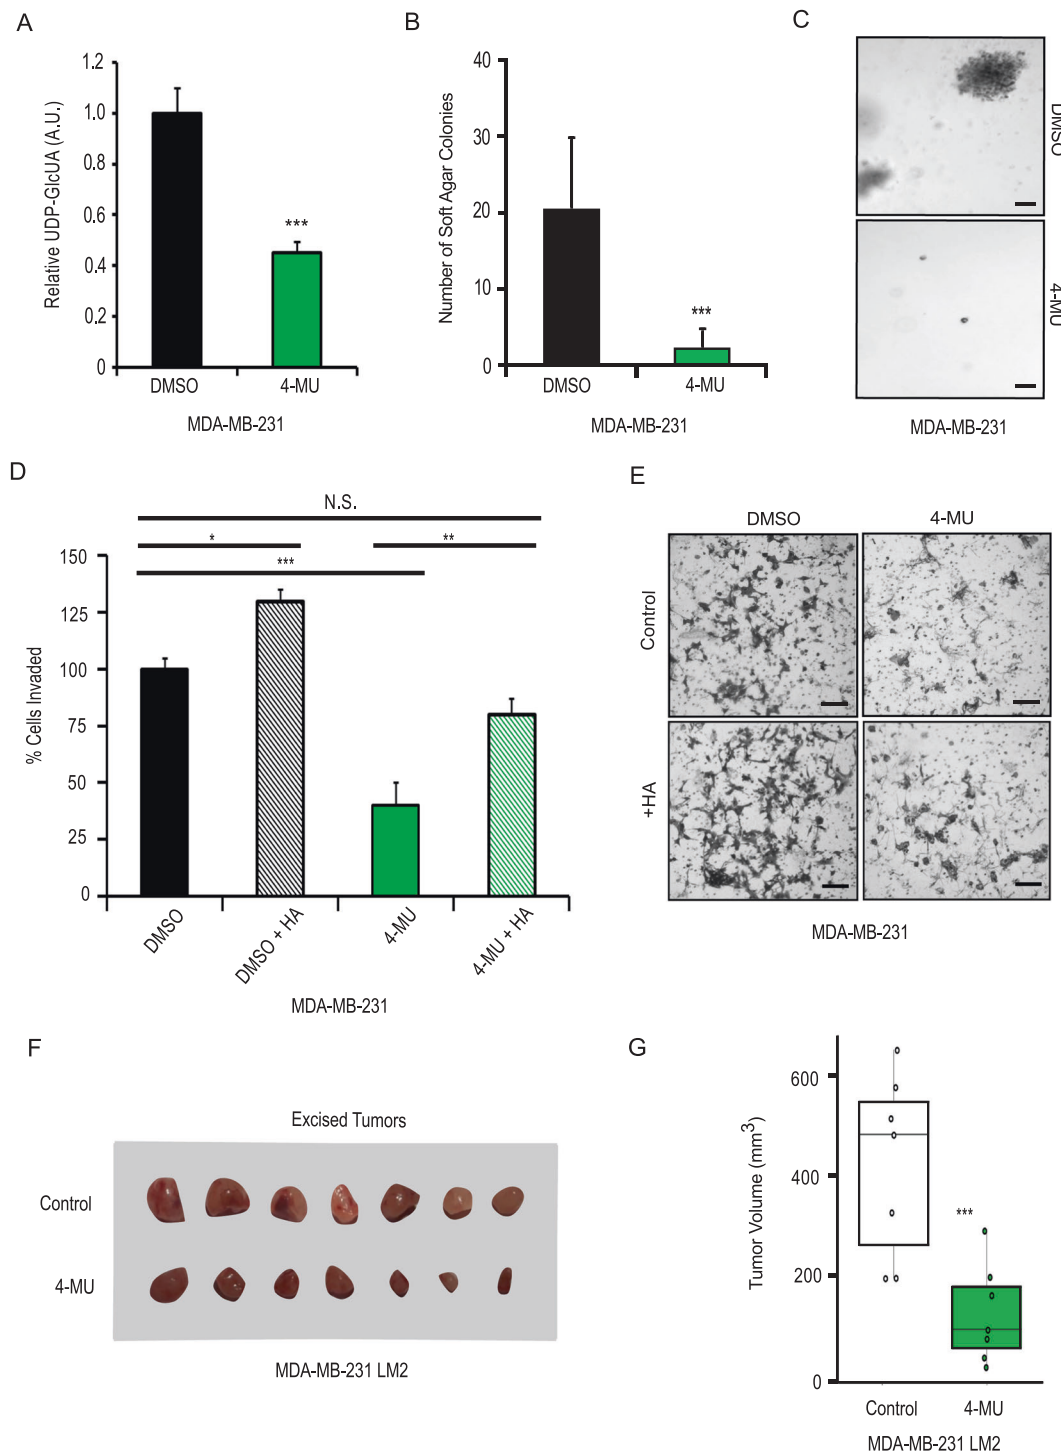 A
Relative UDP-GlcUA (A.U.)
1.2
1.0
0.8
0.6
0.4
0.2
0
***
DMSO
4-MU
MDA-MB-231
B
Number of Soft Agar Colonies
40
30
20
10
0
***
DMSO
4-MU
MDA-MB-231
C
DMSO
4-MU
MDA-MB-231
D
N.S.
*
**
***
% Cells Invaded
150
125
100
75
50
25
0
DMSO
DMSO + HA
4-MU
4-MU + HA
MDA-MB-231
E
DMSO
4-MU
Control
+HA
MDA-MB-231
F
Excised Tumors
Control
4-MU
MDA-MB-231 LM2
G
Tumor Volume (mm³)
600
400
200
0
***
Control
4-MU
MDA-MB-231 LM2